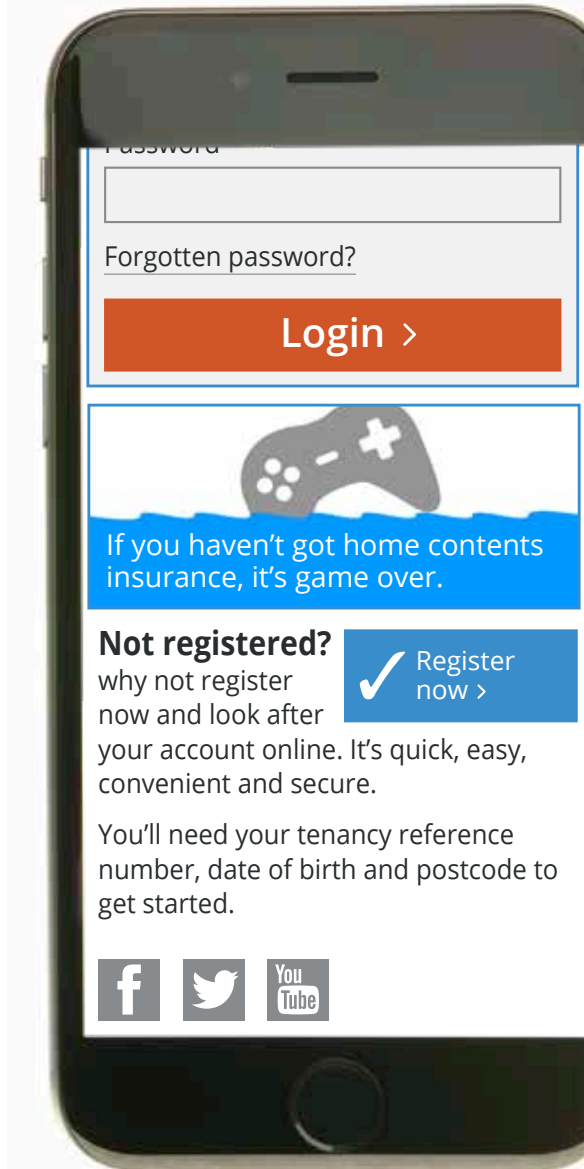 Password
Forgotten password?
Login >
If you haven't got home contents
insurance, it's game over.
Not registered?
why not register
now and look after
your account online. It's quick, easy,
convenient and secure.
Register
now >
You'll need your tenancy reference
number, date of birth and postcode to
get started.
f
You
Tube